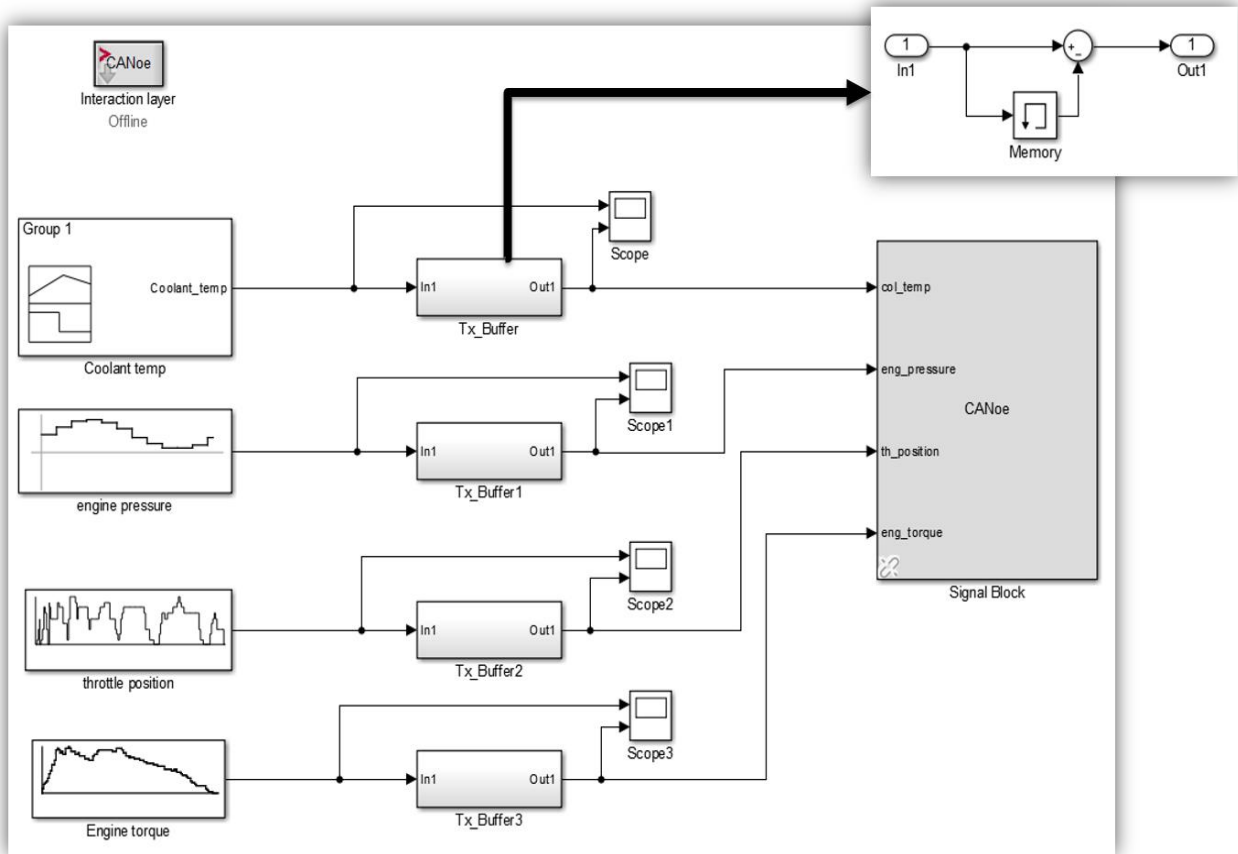 CANoe
Interaction layer
Offline
1
In1
+
-
1
Out1
Memory
Group 1
Coolant_temp
Coolant temp
In1 Out1
Tx_Buffer
Scope
engine pressure
In1 Out1
Tx_Buffer1
Scope1
throttle position
In1 Out1
Tx_Buffer2
Scope2
Engine torque
In1 Out1
Tx_Buffer3
Scope3
col_temp
eng_pressure
CANoe
th_position
eng_torque
Signal Block